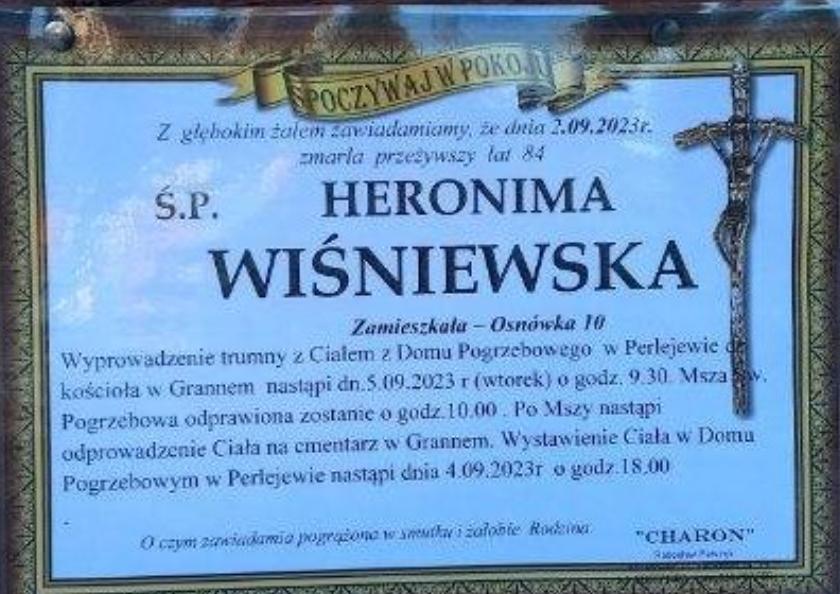 SPOCZYWAJ W POKOJU
Z głębokim żalem zawiadamiamy, że dnia 2.09.2023r.
zmarła przeżywszy lat 84
Ś.P. HERONIMA
WIŚNIEWSKA
Zamieszkała – Osnówka 10
Wyprowadzenie trumny z Ciałem z Domu Pogrzebowego w Perlejewie do
kościoła w Grannem nastąpi dn.5.09.2023 r (wtorek) o godz. 9.30. Msza św.
Pogrzebowa odprawiona zostanie o godz.10.00 . Po Mszy nastąpi
odprowadzenie Ciała na cmentarz w Grannem. Wystawienie Ciała w Domu
Pogrzebowym w Perlejewie nastąpi dnia 4.09.2023r o godz.18.00
.
O czym zawiadamia pogrążona w smutku i żałobie Rodzina
"CHARON"